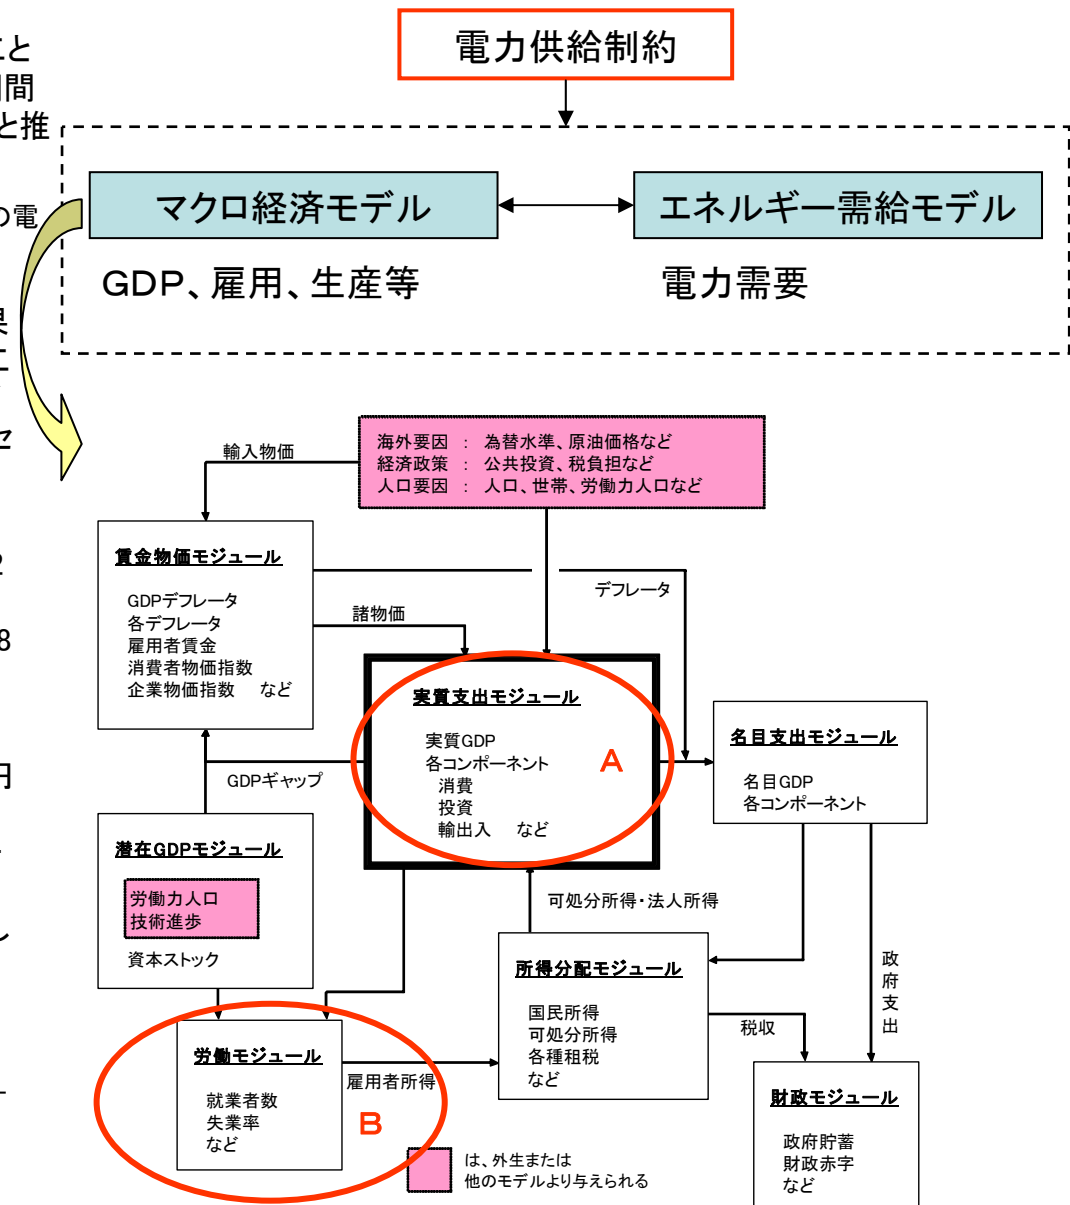 電力供給制約
こと
間
と推
の電
果
セ
2
8
円
し
マクロ経済モデル
エネルギー需給モデル
GDP、雇用、生産等
電力需要
海外要因 : 為替水準、原油価格など
経済政策 : 公共投資、税負担など
人口要因 : 人口、世帯、労働力人口など
輸入物価
賃金物価モジュール
GDPデフレータ
各デフレータ
雇用者賃金
消費者物価指数
企業物価指数 など
諸物価
デフレータ
実質支出モジュール
実質GDP
各コンポーネント
消費
投資
輸出入 など
A
名目支出モジュール
名目GDP
各コンポーネント
GDPギャップ
潜在GDPモジュール
労働力人口
技術進歩
資本ストック
可処分所得・法人所得
所得分配モジュール
国民所得
可処分所得
各種租税
など
政府支出
税収
労働モジュール
就業者数
失業率
など
雇用者所得
B
財政モジュール
政府貯蓄
財政赤字
など
は、外生または
他のモデルより与えられる